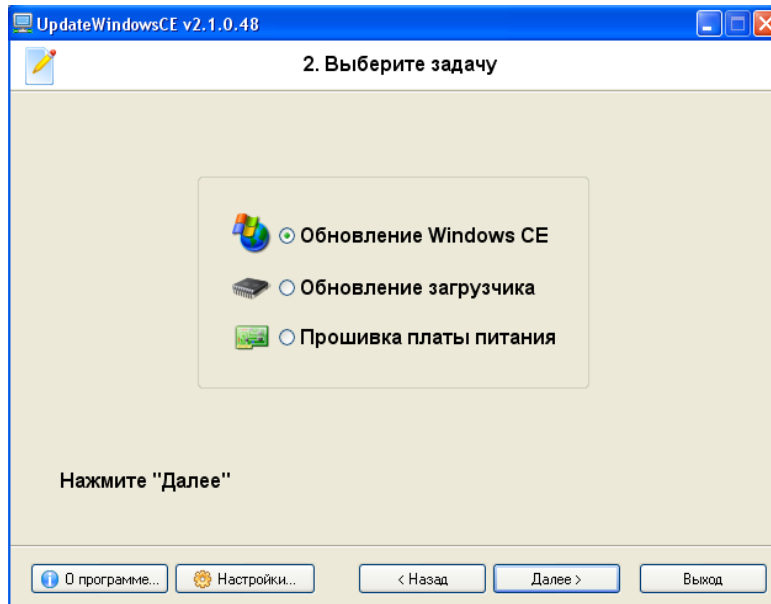 UpdateWindowsCE v2.1.0.48
2. Выберите задачу
Обновление Windows CE
Обновление загрузчика
Прошивка платы питания
Нажмите "Далее"
О программе... Настройки... < Назад Далее > Выход